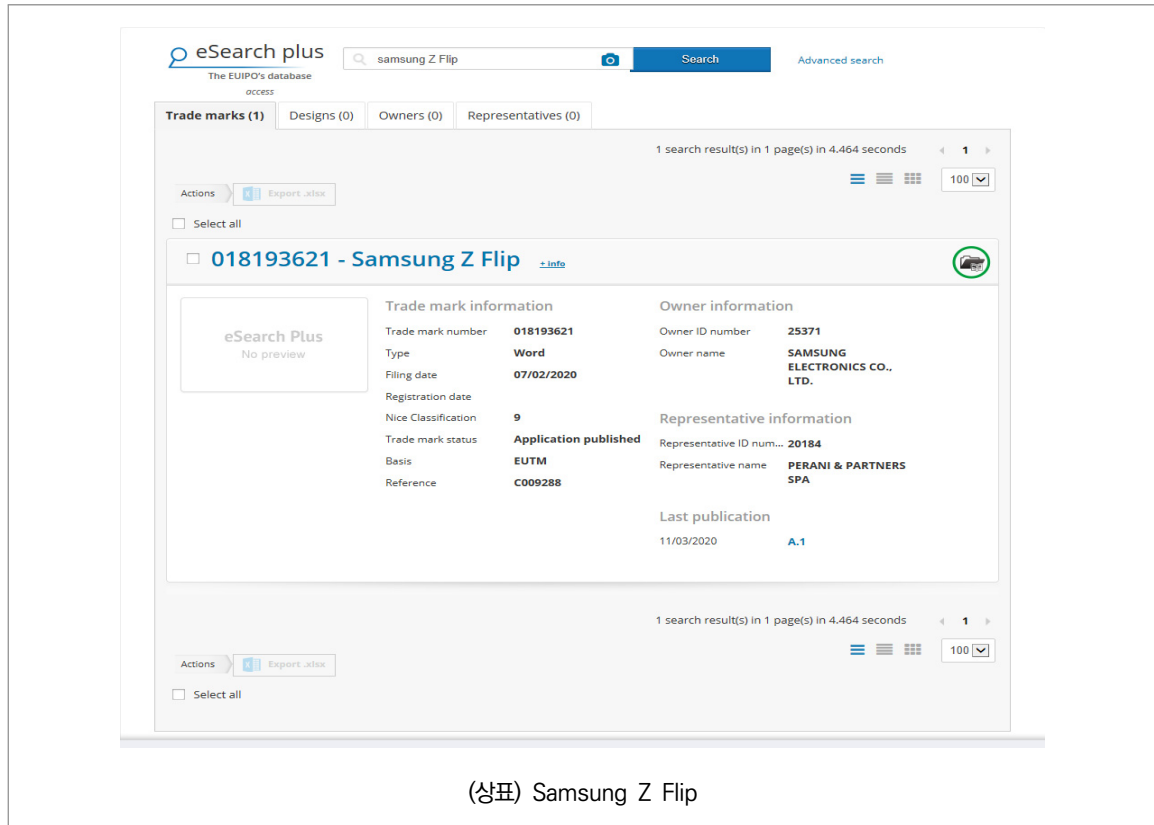 eSearch plus
The EUIPO's database
access
samsung Z Flip
Search
Advanced search
Trade marks (1)
Designs (0)
Owners (0)
Representatives (0)
1 search result(s) in 1 page(s) in 4.464 seconds
1
100
Actions
Export .xlsx
Select all
018193621 - Samsung Z Flip + info
eSearch Plus
No preview
Trade mark information
Trade mark number 018193621
Type Word
Filing date 07/02/2020
Registration date
Nice Classification 9
Trade mark status Application published
Basis EUTM
Reference C009288
Owner information
Owner ID number 25371
Owner name SAMSUNG
ELECTRONICS CO.,
LTD.
Representative information
Representative ID num... 20184
Representative name PERANI & PARTNERS
SPA
Last publication
11/03/2020 A.1
1 search result(s) in 1 page(s) in 4.464 seconds
1
100
Actions
Export .xlsx
Select all
(상표) Samsung Z Flip